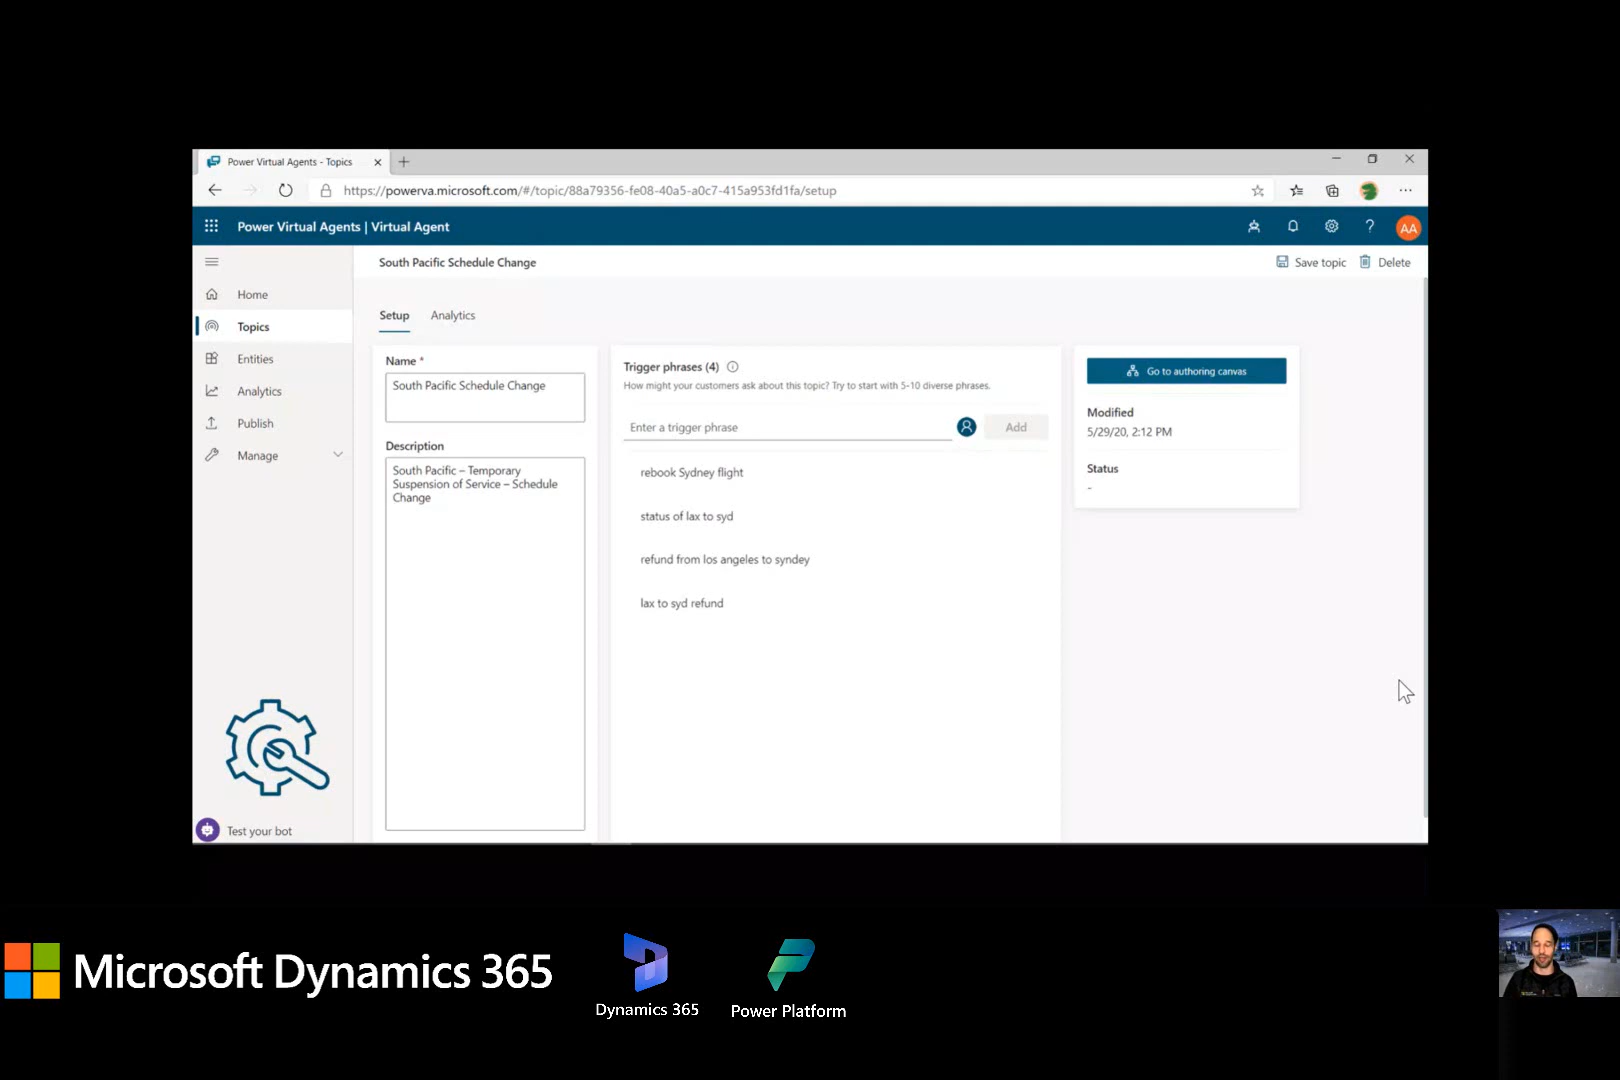 Power Virtual Agents - Topics
https://powerva.microsoft.com/#/topic/88a79356-fe08-40a5-a0c7-415a953fd1fa/setup
Power Virtual Agents | Virtual Agent
AA
South Pacific Schedule Change
Save topic
Delete
Home
Topics
Entities
Analytics
Publish
Manage
Test your bot
Setup
Analytics
Name *
South Pacific Schedule Change
Description
South Pacific – Temporary
Suspension of Service – Schedule
Change
Trigger phrases (4)
How might your customers ask about this topic? Try to start with 5-10 diverse phrases.
Enter a trigger phrase
Add
rebook Sydney flight
status of lax to syd
refund from los angeles to syndey
lax to syd refund
Go to authoring canvas
Modified
5/29/20, 2:12 PM
Status
-
Microsoft Dynamics 365
Dynamics 365
Power Platform